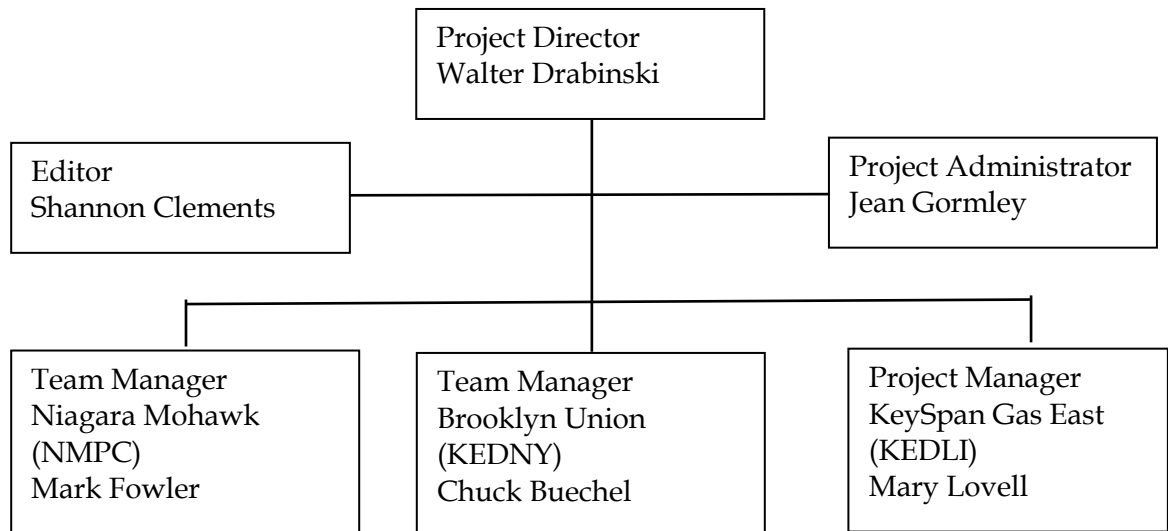 Project Director
Walter Drabinski
Editor
Shannon Clements
Project Administrator
Jean Gormley
Team Manager
Niagara Mohawk
(NMPC)
Mark Fowler
Team Manager
Brooklyn Union
(KEDNY)
Chuck Buechel
Project Manager
KeySpan Gas East
(KEDLI)
Mary Lovell